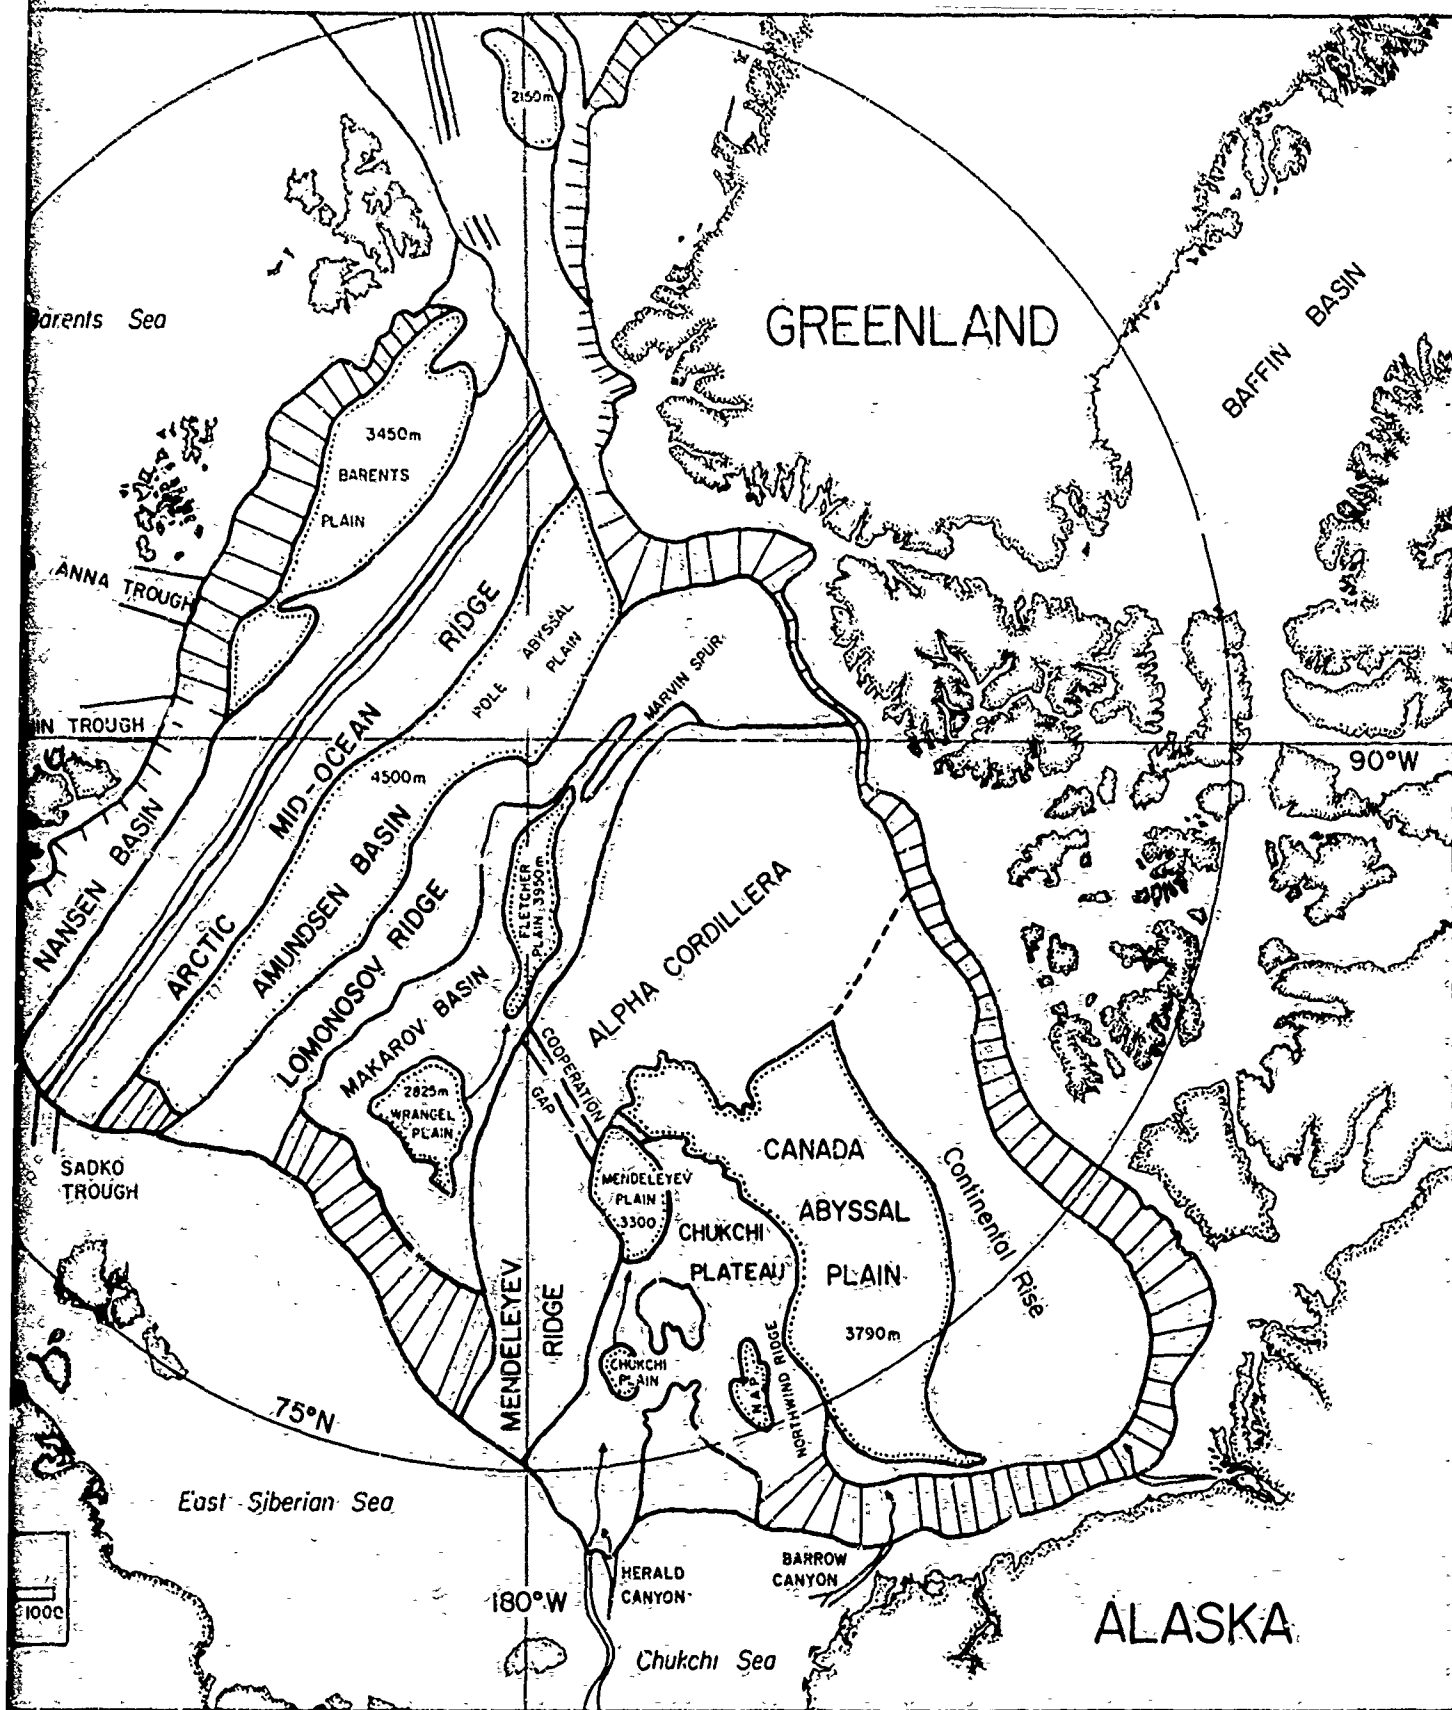 2150m
Barents Sea
GREENLAND
BAFFIN BASIN
3450m
BARENTS
PLAIN
ANNA TROUGH
RIDGE
ABYSSAL
PLAIN
POLE
MARVIN SPUR
IN TROUGH
90°W
MID-OCEAN
4500m
NANSEN BASIN
ARCTIC
AMUNDSEN BASIN
LOMONOSOV RIDGE
FLETCHER
PLAIN 3950m
ALPHA CORDILLERA
MAKAROV BASIN
COOPERATION
GAP
2825m
WRANGEL
PLAIN
SADKO
TROUGH
CANADA
ABYSSAL
PLAIN
3790m
Continental Rise
MENDELEYEV
PLAIN
3300
CHUKCHI
PLATEAU
MENDELEYEV
RIDGE
CHUKCHI
PLAIN
N.A.P.
NORTHWIND RIDGE
75°N
East Siberian Sea
HERALD
CANYON
BARROW
CANYON
180°W
1000
ALASKA
Chukchi Sea